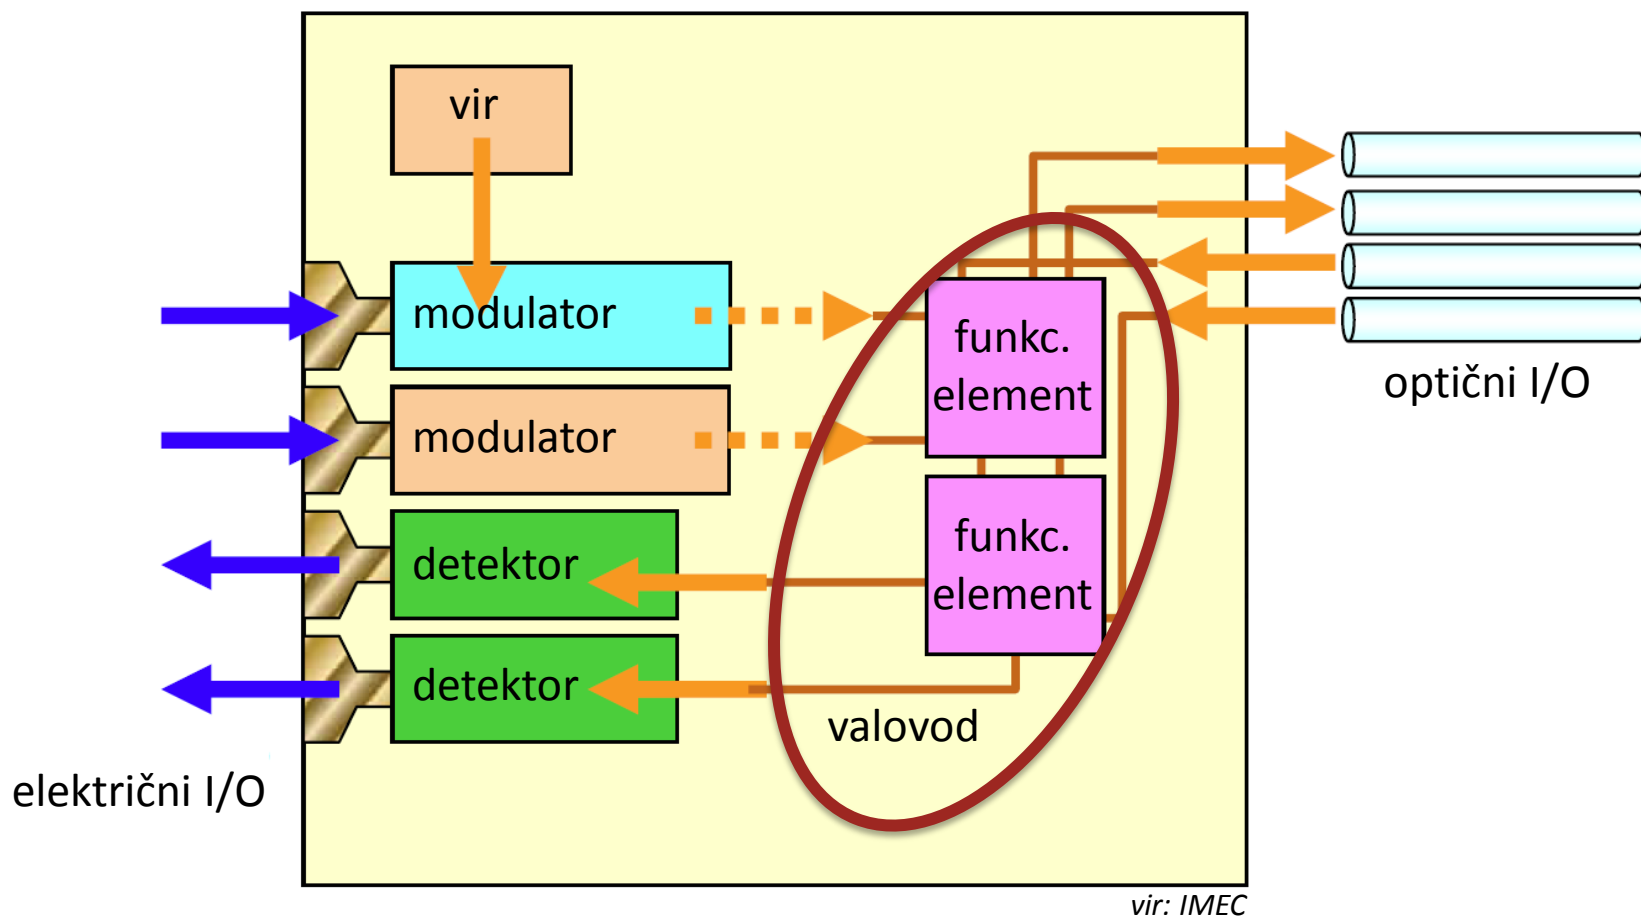 vir
modulator
modulator
detektor
detektor
funkc.
element
funkc.
element
valovod
optični I/O
električni I/O
vir: IMEC